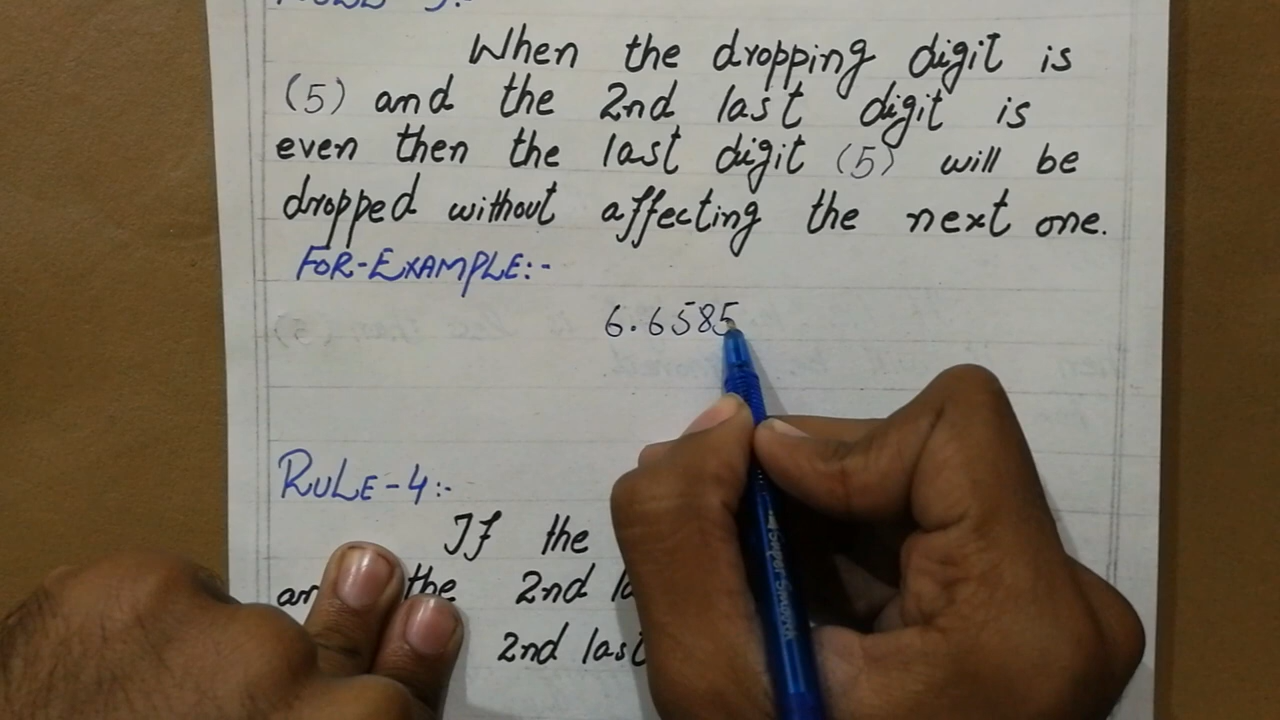 When the dropping digit is
(5) and the 2nd last digit is
even then the last digit (5) will be
dropped without affecting the next one.
FOR-EXAMPLE:-
6.6585
RULE-4:-
If the
the 2nd
2nd last